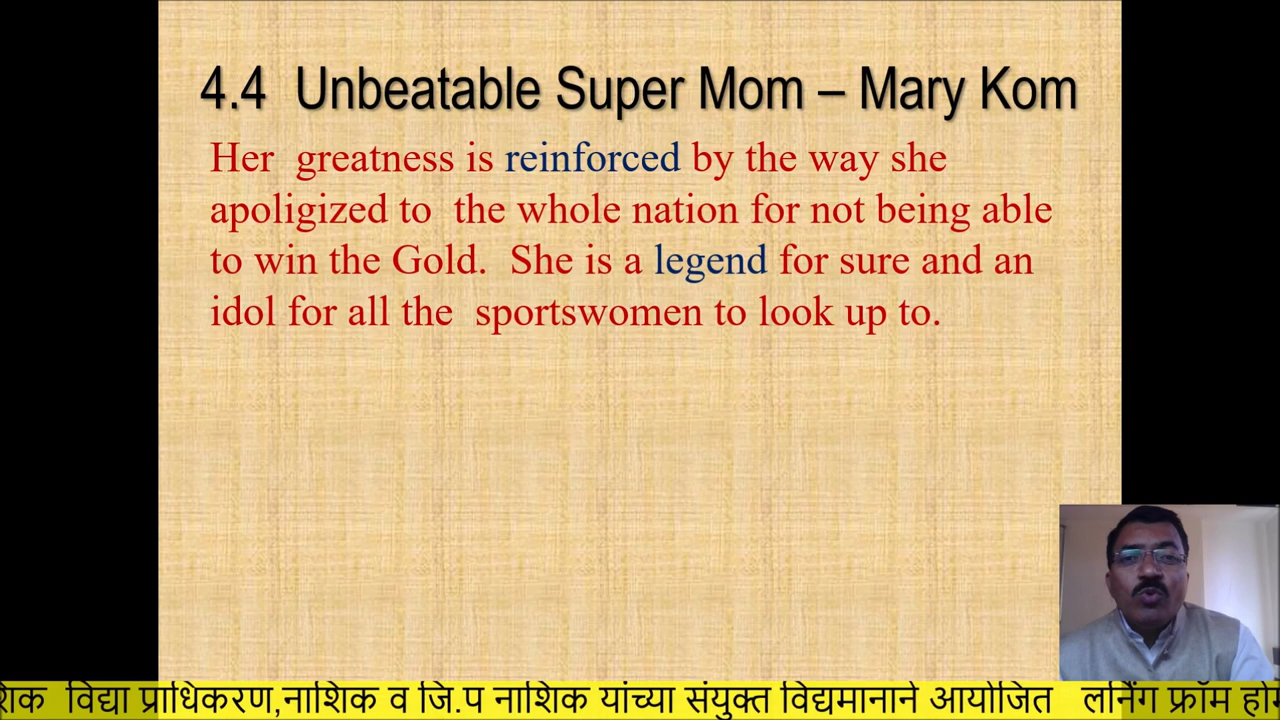 4.4 Unbeatable Super Mom – Mary Kom
Her greatness is reinforced by the way she
apoligized to the whole nation for not being able
to win the Gold. She is a legend for sure and an
idol for all the sportswomen to look up to.
विद्या प्राधिकरण,नाशिक व जि.प नाशिक यांच्या संयुक्त विद्यमानाने आयोजित लर्निंग फ्रॉम